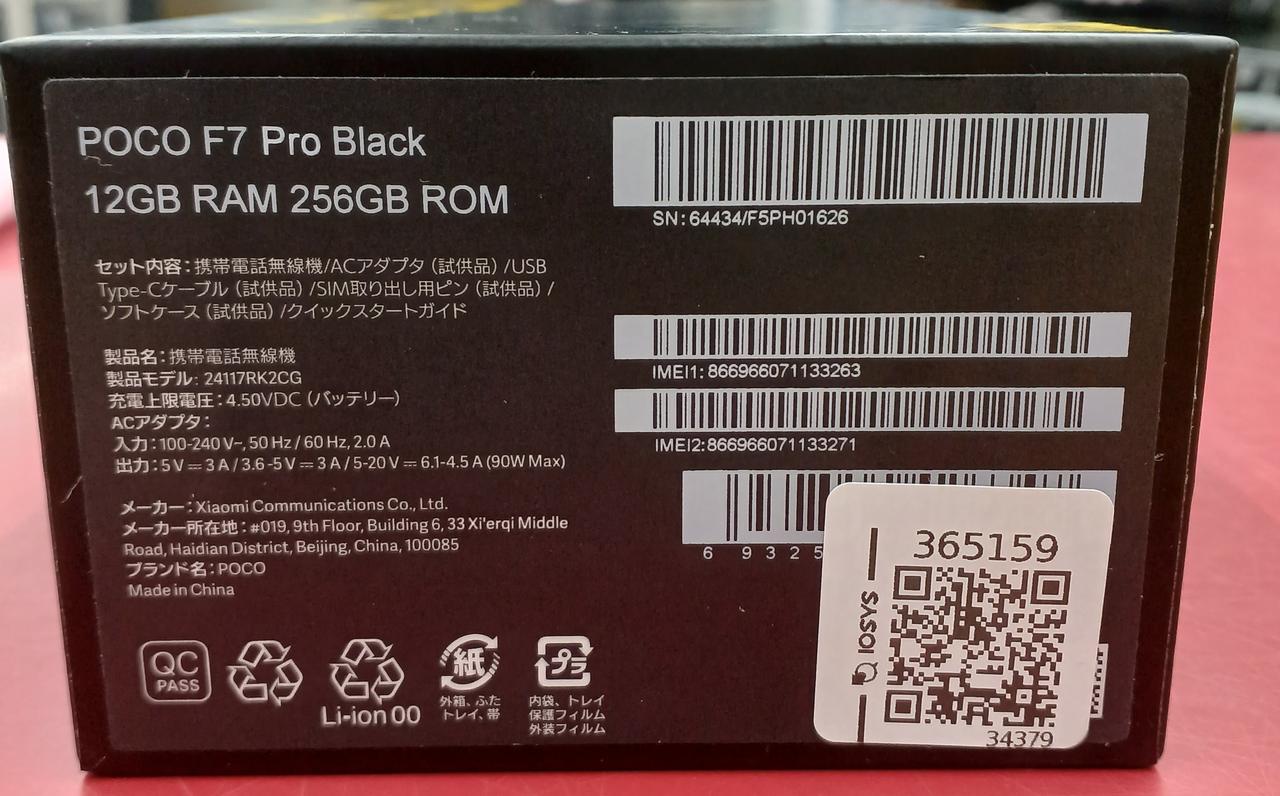 POCO F7 Pro Black
12GB RAM 256GB ROM
セット内容：携帯電話無線機/ACアダプタ（試供品）/USB
Type-Cケーブル（試供品）/SIM取り出し用ピン（試供品）/
ソフトケース（試供品）/クイックスタートガイド
製品名：携帯電話無線機
製品モデル: 24117RK2CG
充電上限電圧：4.50VDC（バッテリー）
ACアダプタ：
入力：100-240 V~, 50 Hz / 60 Hz, 2.0 A
出力：5 V⎓3 A / 3.6-5 V⎓3 A / 5-20 V⎓6.1-4.5 A (90W Max)
メーカー：Xiaomi Communications Co., Ltd.
メーカー所在地：#019, 9th Floor, Building 6, 33 Xi'erqi Middle
Road, Haidian District, Beijing, China, 100085
ブランド名：POCO
Made in China
QC
PASS
Li-ion 00
紙
外箱、ふた
トレイ、帯
プラ
内袋、トレイ
保護フィルム
外装フィルム
SN: 64434/F5PH01626
IMEI1: 866966071133263
IMEI2:866966071133271
6 9325
365159
IOSYS
34379